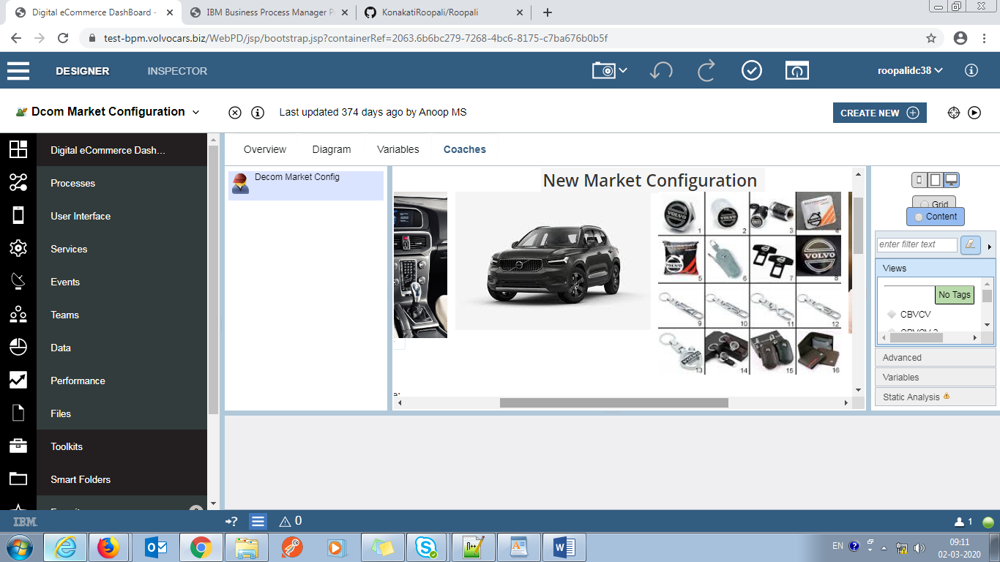 Digital eCommerce DashBoard -
IBM Business Process Manager P
KonakatiRoopali/Roopali
test-bpm.volvocars.biz/WebPD/jsp/bootstrap.jsp?containerRef=2063.6b6bc279-7268-4bc6-8175-c7ba676b0b5f
DESIGNER INSPECTOR roopalidc38
Dcom Market Configuration Last updated 374 days ago by Anoop MS CREATE NEW
Digital eCommerce Dash...
Processes
User Interface
Services
Events
Teams
Data
Performance
Files
Toolkits
Smart Folders
Overview Diagram Variables Coaches
Decom Market Config
New Market Configuration
VOLVO
1 2 3 4
5 6 7 8
9 10 11 12
13 14 15 16
e:
Grid
Content
enter filter text
Views
No Tags
CBVCV
Advanced
Variables
Static Analysis
IBM
?
0
1
EN
09:11
02-03-2020